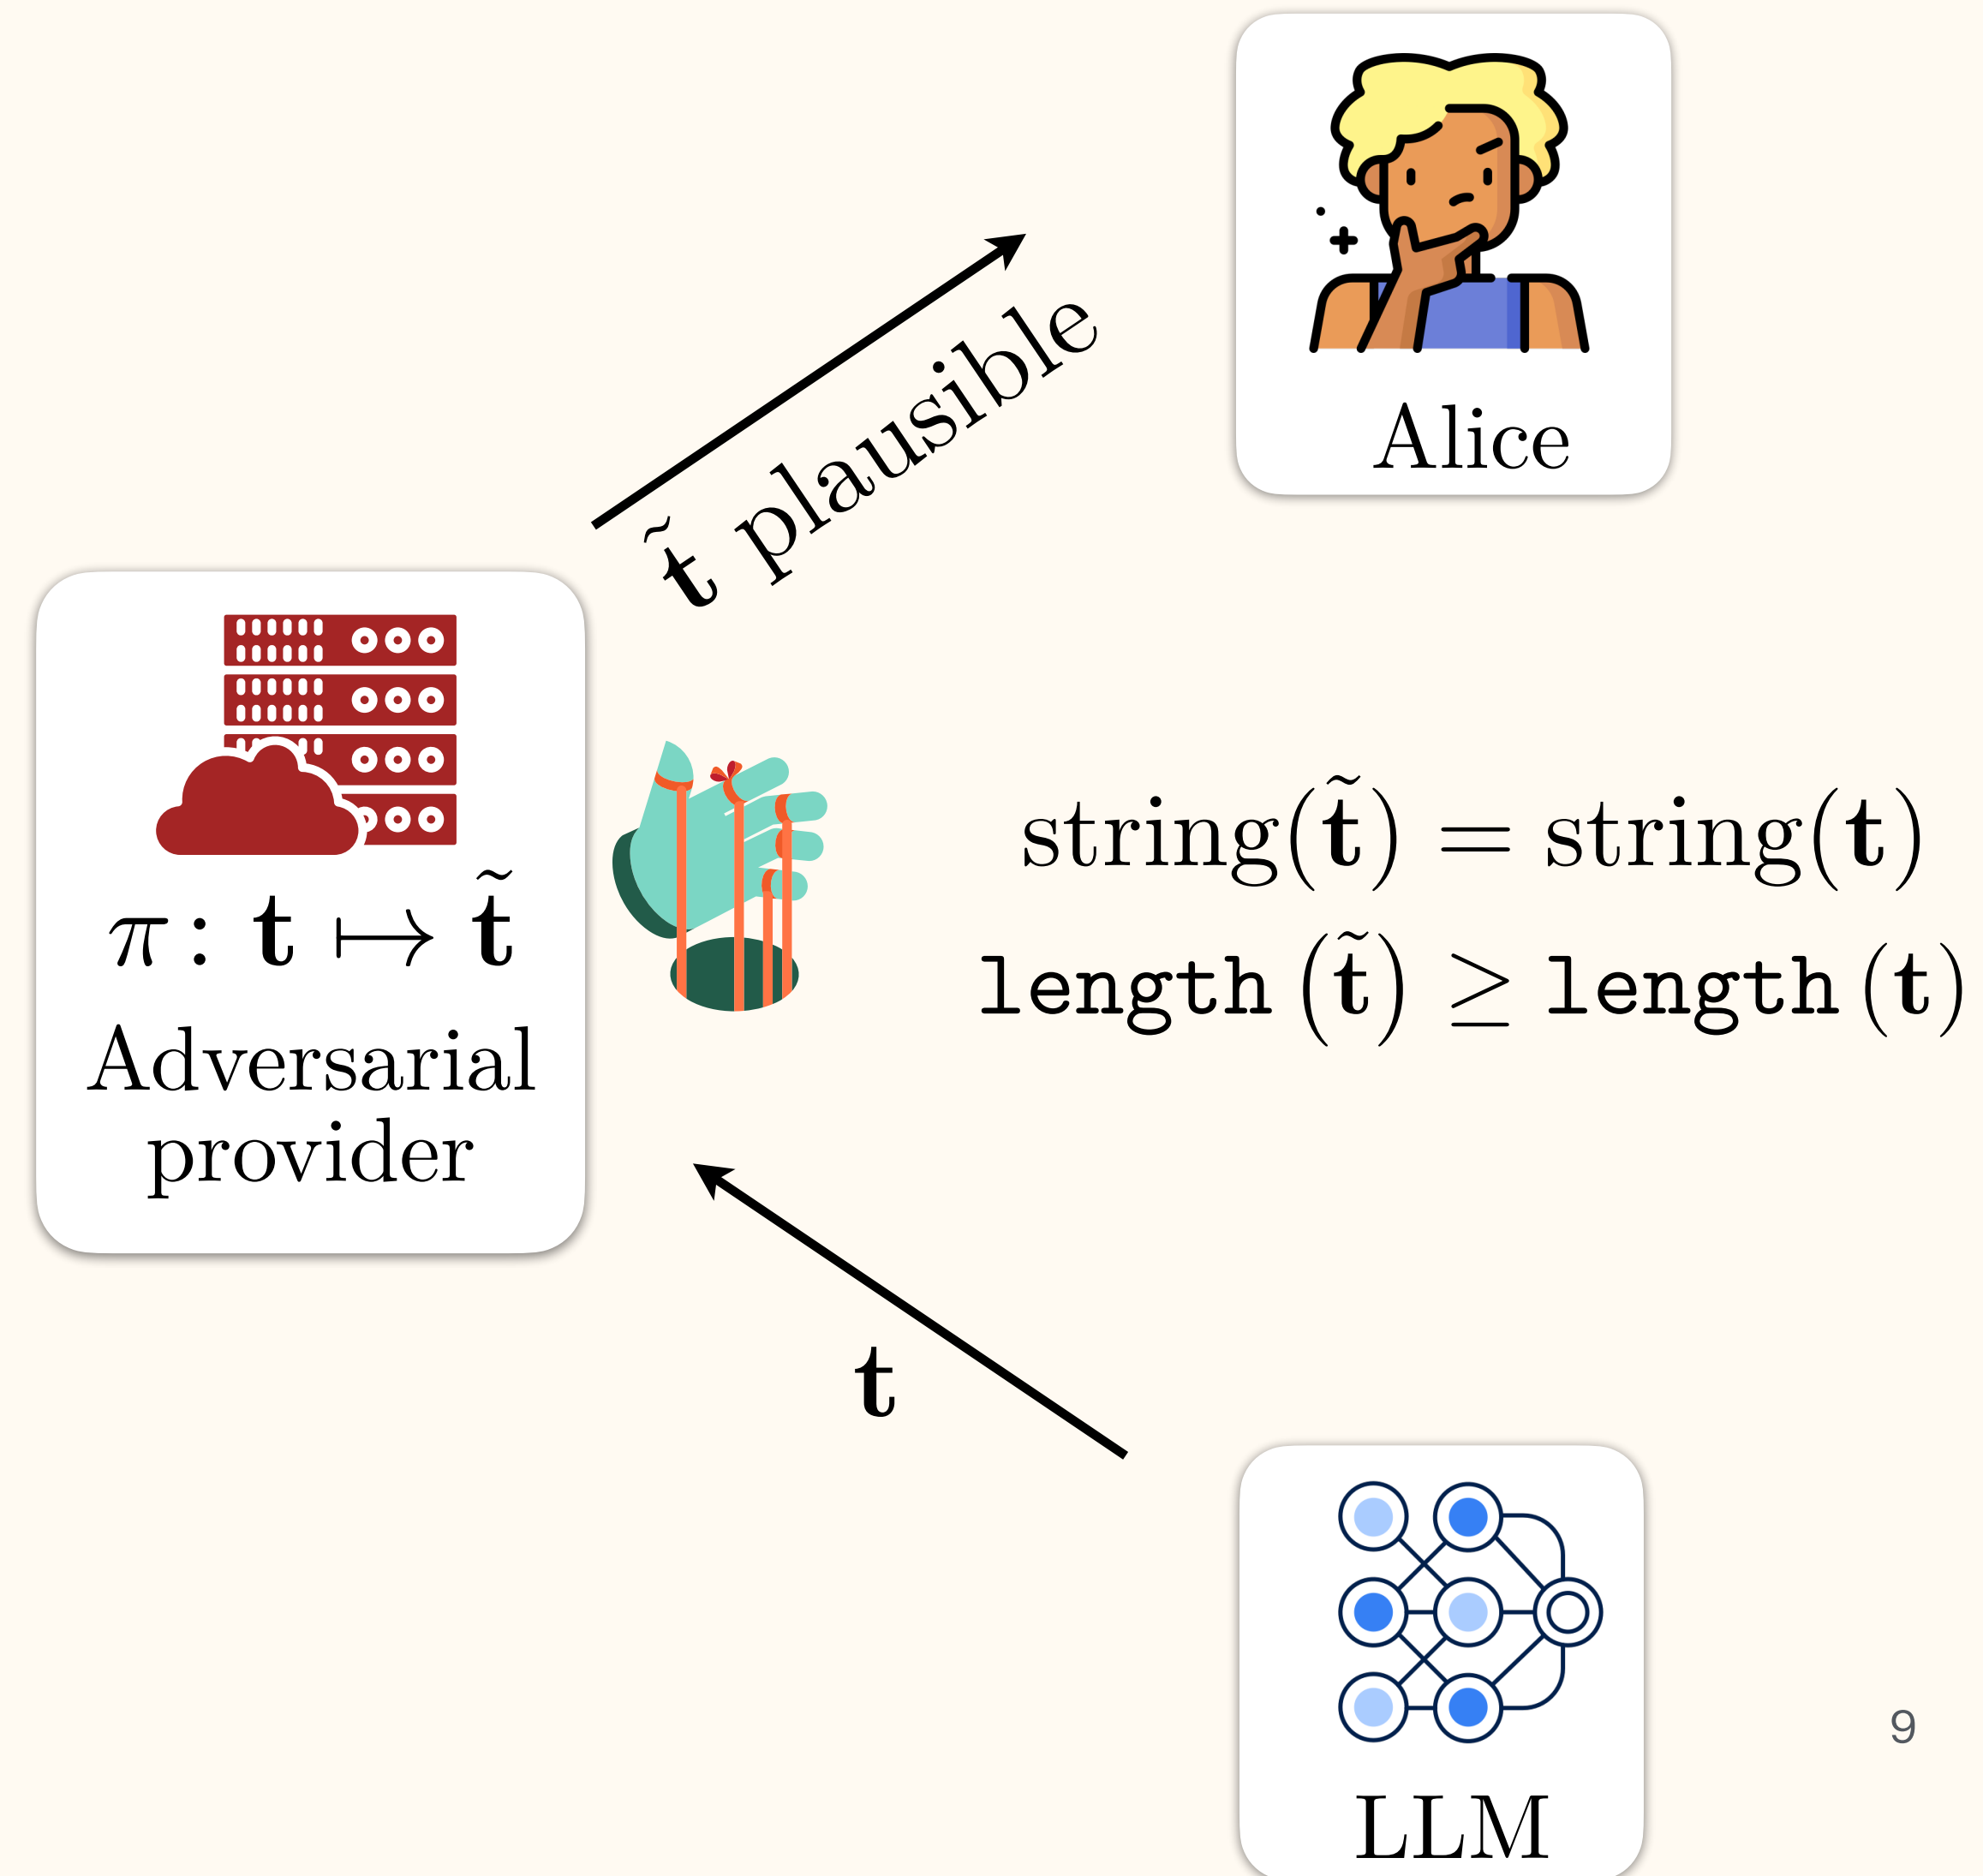 Alice
t̃ plausible
π : t ↦ t̃
Adversarial
provider
string(t̃) = string(t)
length(t̃) ≥ length(t)
t
LLM
9